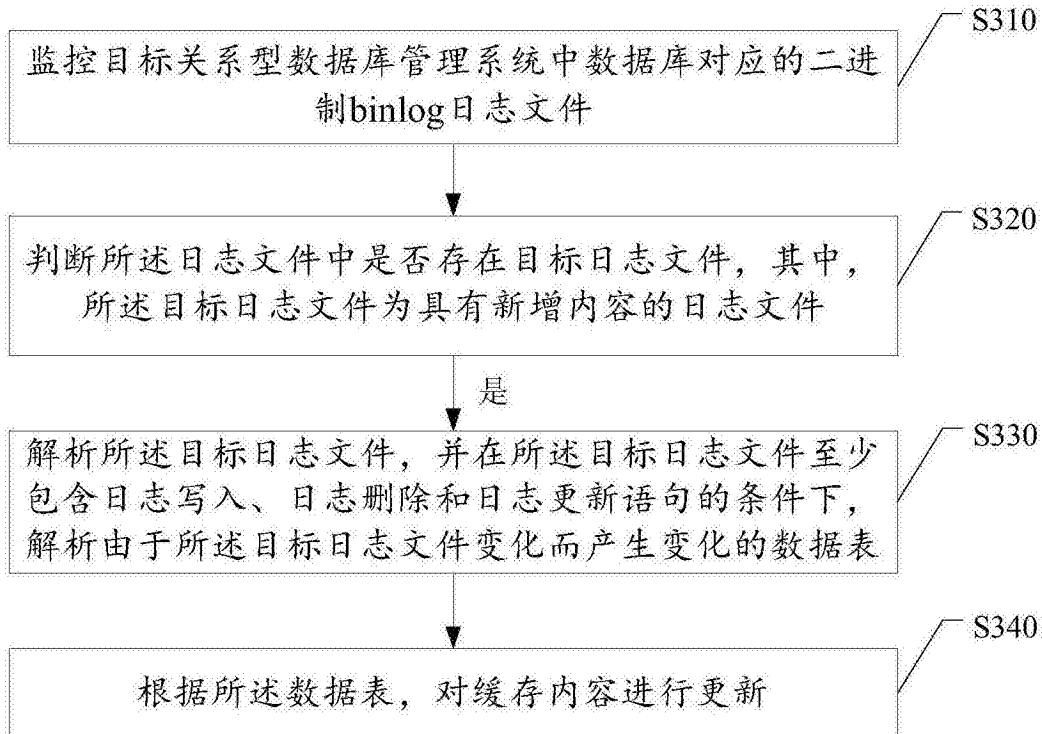 S310
监控目标关系型数据库管理系统中数据库对应的二进
制binlog日志文件
S320
判断所述日志文件中是否存在目标日志文件，其中，
所述目标日志文件为具有新增内容的日志文件
是
S330
解析所述目标日志文件，并在所述目标日志文件至少
包含日志写入、日志删除和日志更新语句的条件下，
解析由于所述目标日志文件变化而产生变化的数据表
S340
根据所述数据表，对缓存内容进行更新